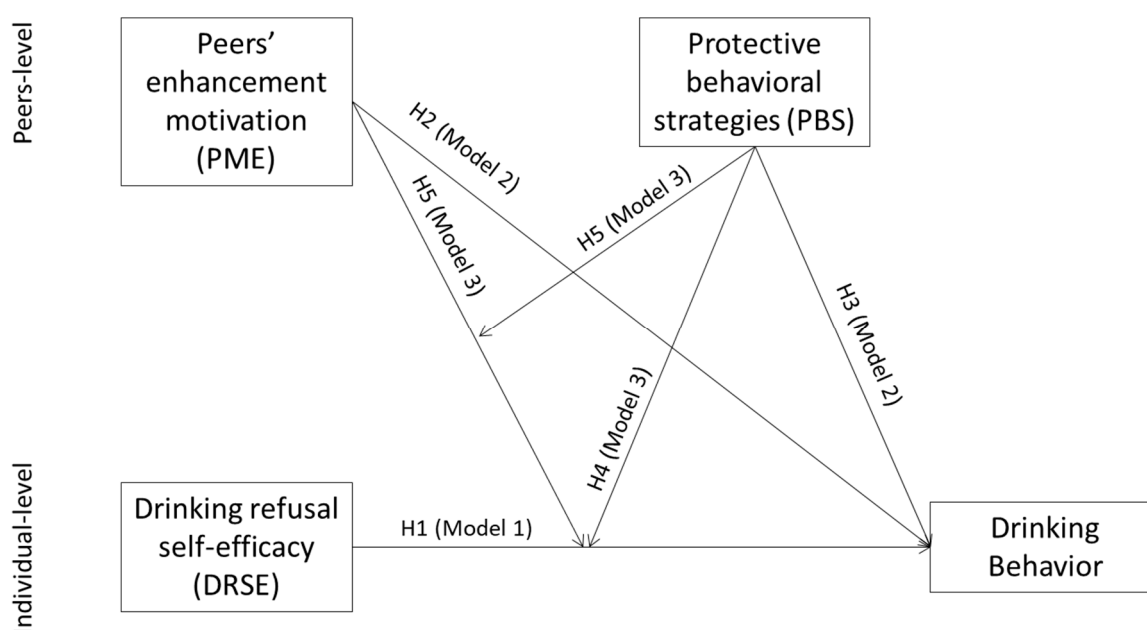 Peers-level
Peers’
enhancement
motivation
(PME)
Protective
behavioral
strategies (PBS)
H2 (Model 2)
H5 (Model 3)
H5 (Model 3)
H3 (Model 2)
H4 (Model 3)
Individual-level
Drinking refusal
self-efficacy
(DRSE)
H1 (Model 1)
Drinking
Behavior